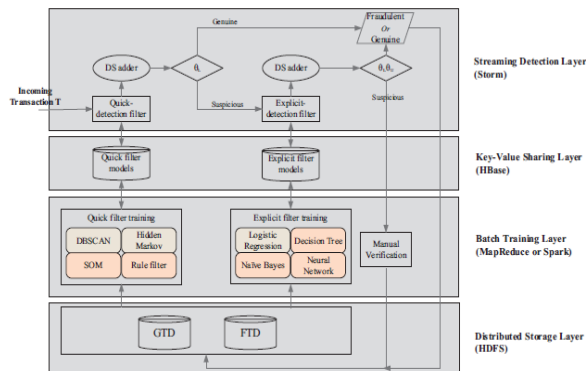 Genuine
Fraudulent
Or
Genuine
DS adder
θL
DS adder
Streaming Detection Layer
(Storm)
Incoming
Transaction T
Suspicious
Suspicious
Quick-
detection filter
Explicit-
detection filter
Quick filter
models
Explicit filter
models
Key-Value Sharing Layer
(HBase)
Quick filter training
Explicit filter training
DBSCAN
Hidden
Markov
Logistic
Regression
Decision Tree
SOM
Rule filter
Naïve Bayes
Neural
Network
Manual
Verification
Batch Training Layer
(MapReduce or Spark)
GTD
FTD
Distributed Storage Layer
(HDFS)